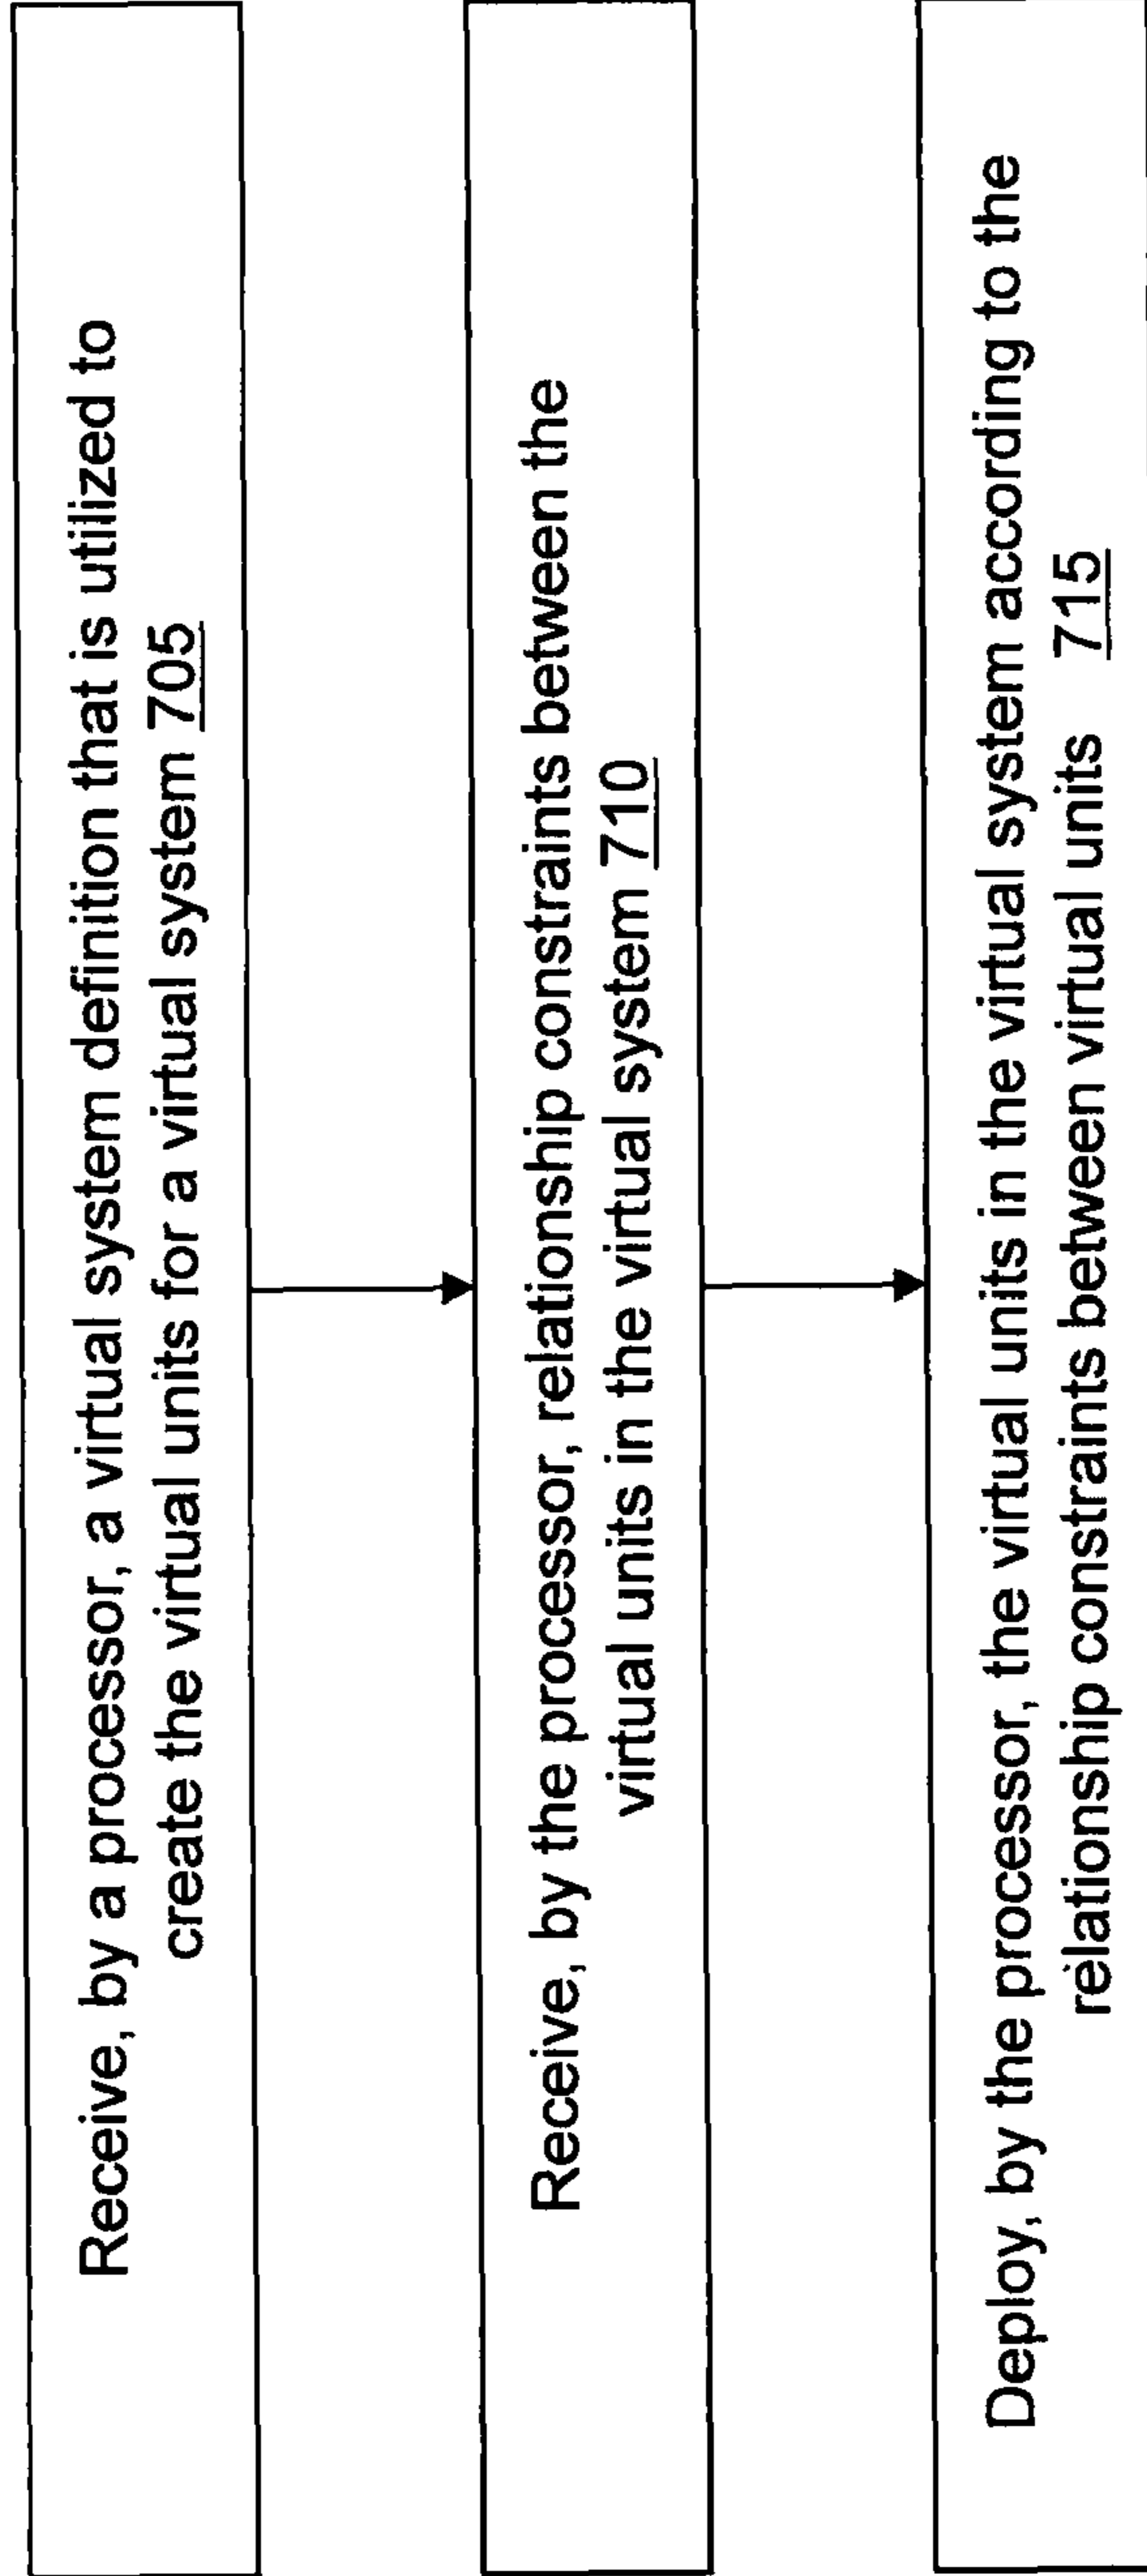 Receive, by a processor, a virtual system definition that is utilized to
create the virtual units for a virtual system 705
Receive, by the processor, relationship constraints between the
virtual units in the virtual system 710
Deploy, by the processor, the virtual units in the virtual system according to the
relationship constraints between virtual units 715